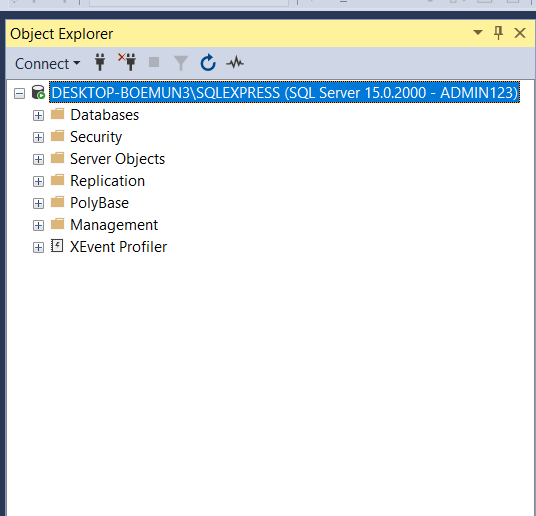 Object Explorer
Connect
DESKTOP-BOEMUN3\SQLEXPRESS (SQL Server 15.0.2000 - ADMIN123)
Databases
Security
Server Objects
Replication
PolyBase
Management
XEvent Profiler